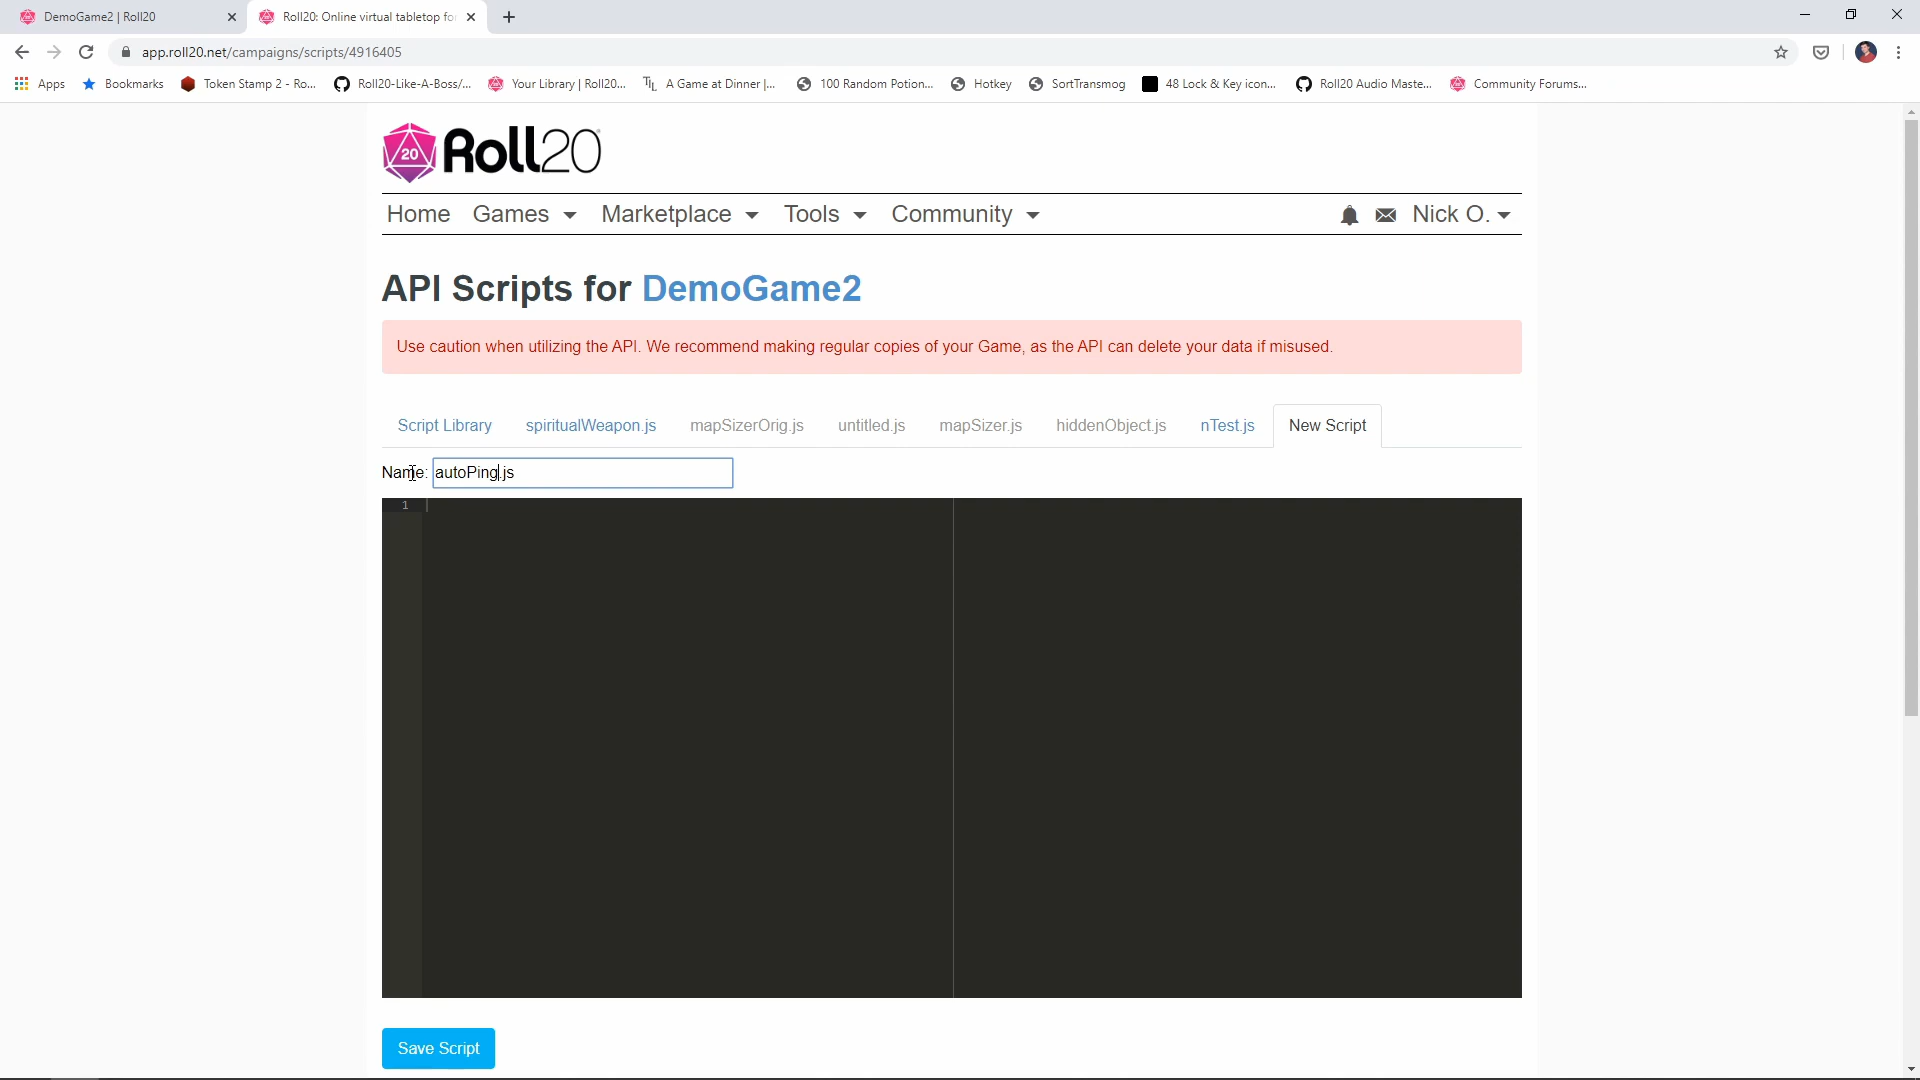 DemoGame2 | Roll20
Roll20: Online virtual tabletop fo
app.roll20.net/campaigns/scripts/4916405
Apps Bookmarks Token Stamp 2 - Ro... Roll20-Like-A-Boss/... Your Library | Roll20... TL A Game at Dinner |... 100 Random Potion... Hotkey SortTransmog 48 Lock & Key icon... Roll20 Audio Maste... Community Forums...
20 Roll20
Home Games Marketplace Tools Community Nick O.
API Scripts for DemoGame2
Use caution when utilizing the API. We recommend making regular copies of your Game, as the API can delete your data if misused.
Script Library spiritualWeapon.js mapSizerOrig.js untitled.js mapSizer.js hiddenObject.js nTest.js New Script
Name: autoPing.js
1
Save Script